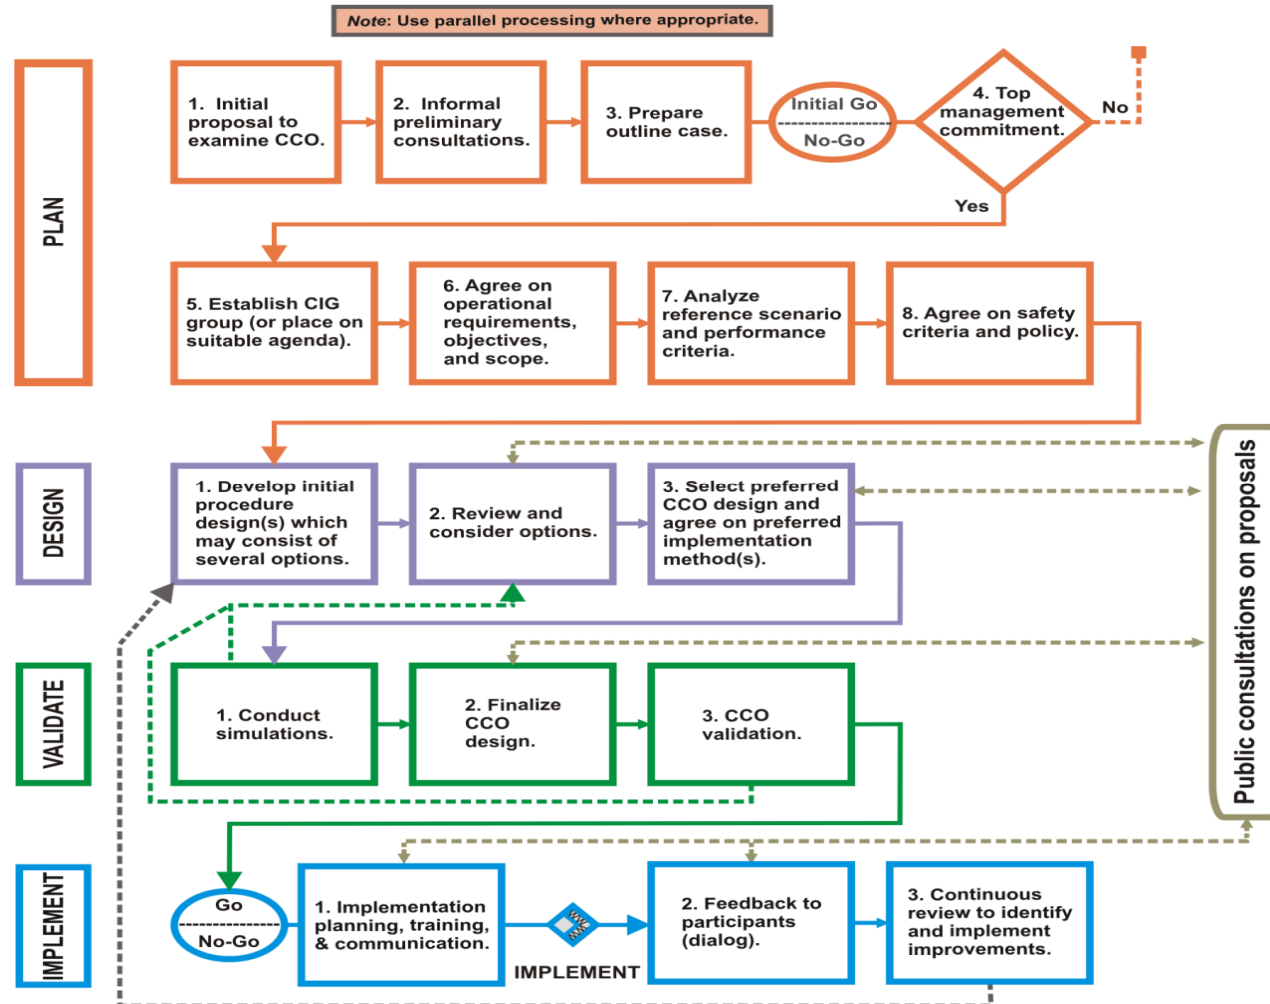 Note: Use parallel processing where appropriate.
PLAN
1. Initial
proposal to
examine CCO.
2. Informal
preliminary
consultations.
3. Prepare
outline case.
Initial Go
No-Go
4. Top
management
commitment.
No
Yes
5. Establish CIG
group (or place on
suitable agenda).
6. Agree on
operational
requirements,
objectives,
and scope.
7. Analyze
reference scenario
and performance
criteria.
8. Agree on safety
criteria and policy.
DESIGN
1. Develop initial
procedure
design(s) which
may consist of
several options.
2. Review and
consider options.
3. Select preferred
CCO design and
agree on preferred
implementation
method(s).
Public consultations on proposals
VALIDATE
1. Conduct
simulations.
2. Finalize
CCO
design.
3. CCO
validation.
IMPLEMENT
Go
No-Go
1. Implementation
planning, training,
& communication.
IMPLEMENT
2. Feedback to
participants
(dialog).
3. Continuous
review to identify
and implement
improvements.